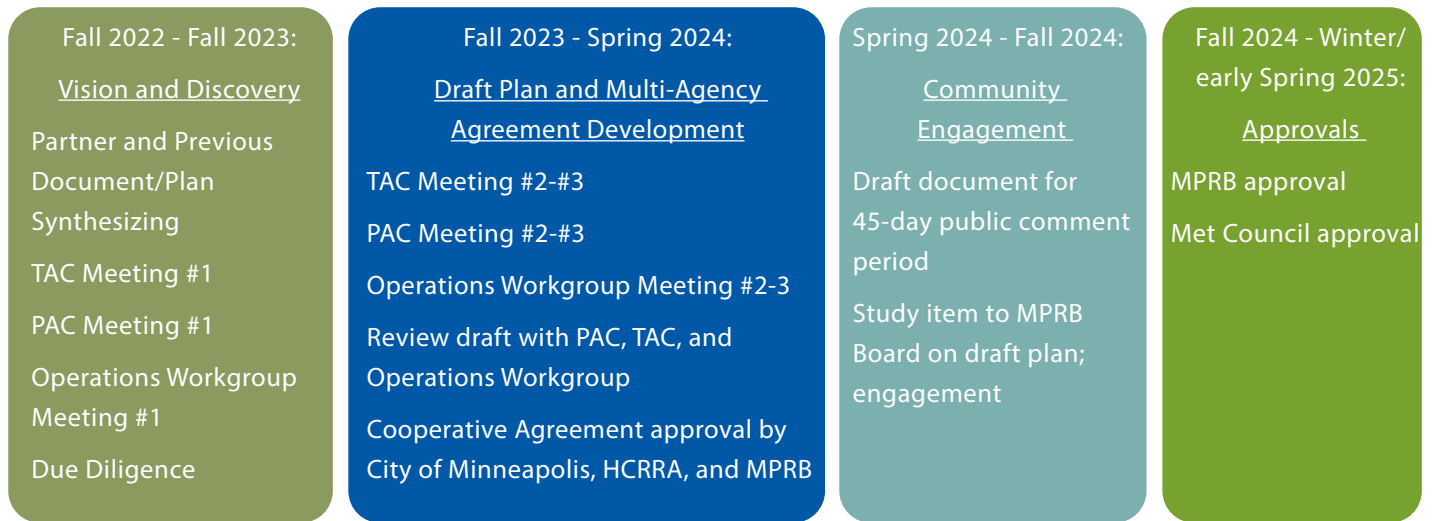 Fall 2022 - Fall 2023:
Vision and Discovery
Partner and Previous
Document/Plan
Synthesizing
TAC Meeting #1
PAC Meeting #1
Operations Workgroup
Meeting #1
Due Diligence
Fall 2023 - Spring 2024:
Draft Plan and Multi-Agency
Agreement Development
TAC Meeting #2-#3
PAC Meeting #2-#3
Operations Workgroup Meeting #2-3
Review draft with PAC, TAC, and
Operations Workgroup
Cooperative Agreement approval by
City of Minneapolis, HCRRA, and MPRB
Spring 2024 - Fall 2024:
Community
Engagement
Draft document for
45-day public comment
period
Study item to MPRB
Board on draft plan;
engagement
Fall 2024 - Winter/
early Spring 2025:
Approvals
MPRB approval
Met Council approval